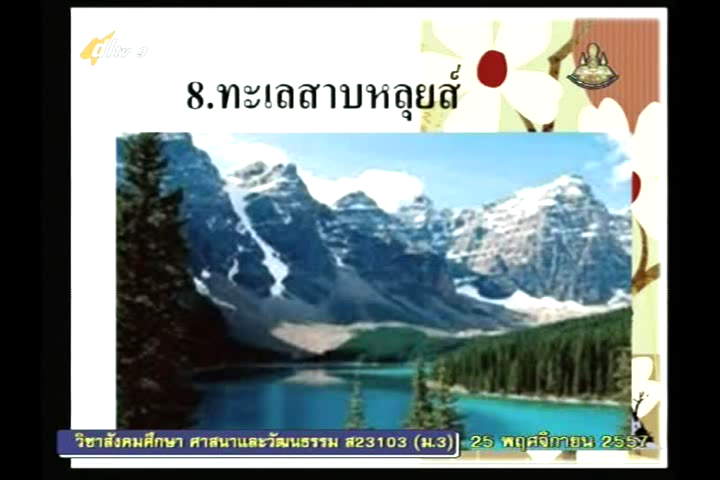 dltv 9
8.ทะเลสาบหลุยส์
วิชาสังคมศึกษา ศาสนาและวัฒนธรรม ส23103 (ม.3)
25 พฤศจิกายน 2557